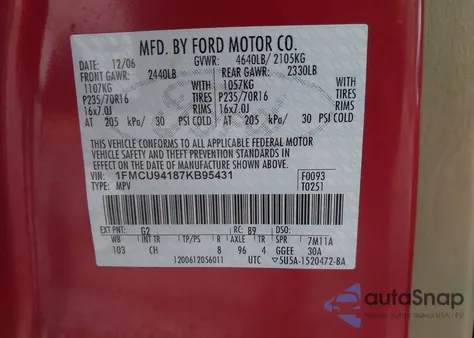 MFD. BY FORD MOTOR CO.
DATE: 12/06 GVWR: 4640LB/ 2105KG
FRONT GAWR: 2440LB REAR GAWR: 2330LB
1107KG WITH 1057KG WITH
P235/70R16 TIRES P235/70R16 TIRES
16x7.0J RIMS 16x7.0J RIMS
AT 205 kPa/ 30 PSI COLD AT 205 kPa/ 30 PSI COLD
THIS VEHICLE CONFORMS TO ALL APPLICABLE FEDERAL MOTOR
VEHICLE SAFETY AND THEFT PREVENTION STANDARDS IN
EFFECT ON THE DATE OF MANUFACTURE SHOWN ABOVE.
VIN: 1FMCU94187KB95431 F0093
TYPE: MPV T0251
EXT PNT: G2 RC: 89 DSO:
WB INT TR TP/PS R AXLE TR SPR 7M11A
103 CH 8 96 4 GGEE 30A
1200612056011 UTC ▽5U5A-1520472-BA
autoSnap